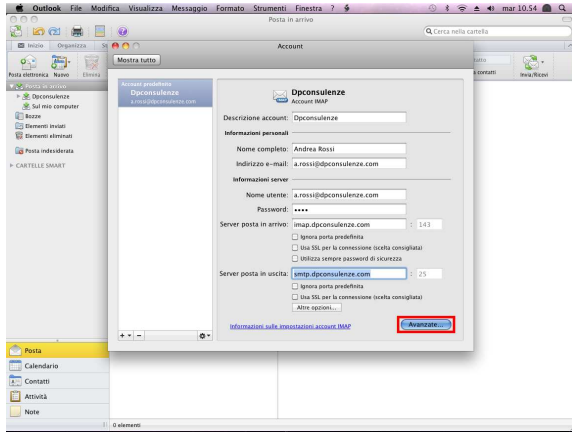 Outlook File Modifica Visualizza Messaggio Formato Strumenti Finestra ? mar 10.54
Posta in arrivo
Cerca nella cartella
Inizio Organizza St
Account
Mostra tutto
Posta elettronica Nuovo Elimina
contatti Invia/Ricevi
Posta in arrivo
Dpconsulenze
Sul mio computer
Bozze
Elementi inviati
Elementi eliminati
Posta indesiderata
CARTELLE SMART
Account predefinito
Dpconsulenze
a.rossi@dpconsulenze.com
Dpconsulenze
Account IMAP
Descrizione account: Dpconsulenze
Informazioni personali
Nome completo: Andrea Rossi
Indirizzo e-mail: a.rossi@dpconsulenze.com
Informazioni server
Nome utente: a.rossi@dpconsulenze.com
Password: ••••
Server posta in arrivo: imap.dpconsulenze.com : 143
Ignora porta predefinita
Usa SSL per la connessione (scelta consigliata)
Utilizza sempre password di sicurezza
Server posta in uscita: smtp.dpconsulenze.com : 25
Ignora porta predefinita
Usa SSL per la connessione (scelta consigliata)
Altre opzioni...
Informazioni sulle impostazioni account IMAP
Avanzate...
Posta
Calendario
Contatti
Attività
Note
0 elementi